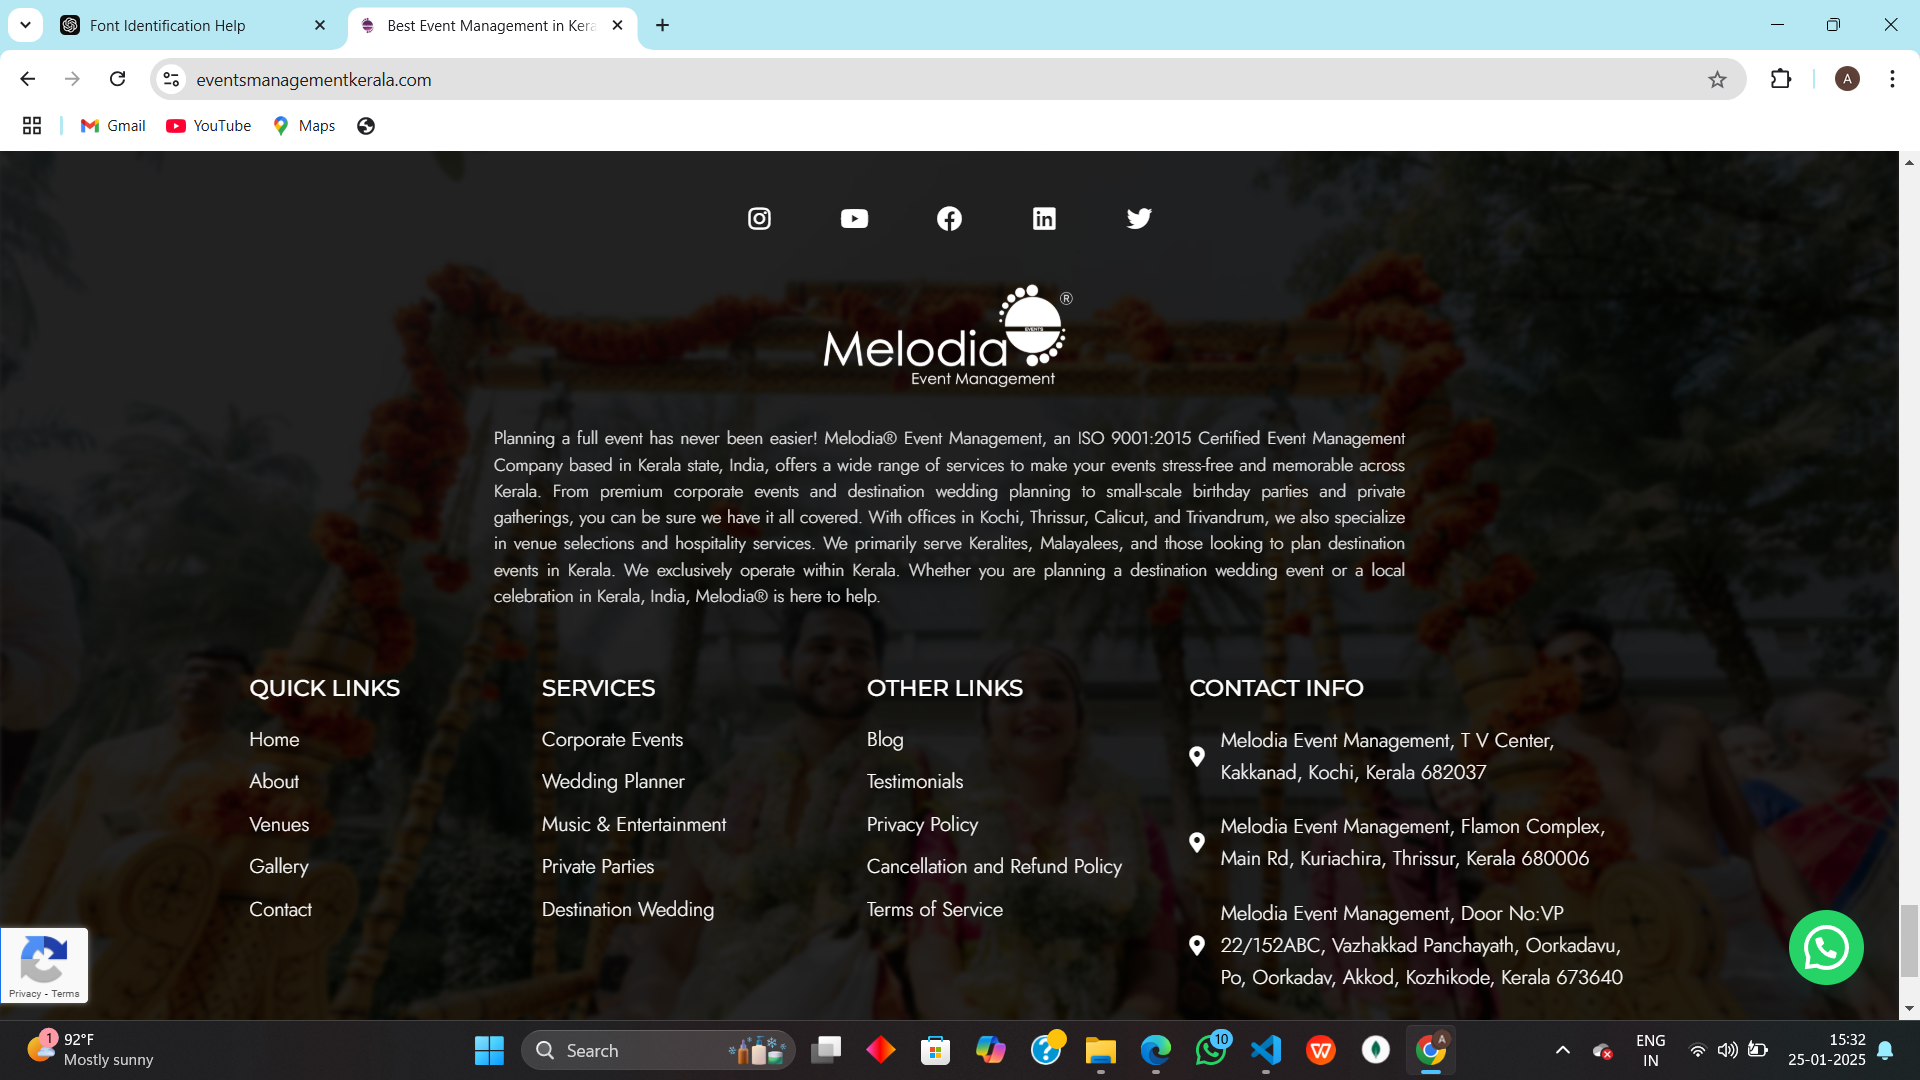 Font Identification Help
Best Event Management in Kera
eventsmanagementkerala.com
A
Gmail
YouTube
Maps
Melodia
EVENTS
®
Event Management
Planning a full event has never been easier! Melodia® Event Management, an ISO 9001:2015 Certified Event Management
Company based in Kerala state, India, offers a wide range of services to make your events stress-free and memorable across
Kerala. From premium corporate events and destination wedding planning to small-scale birthday parties and private
gatherings, you can be sure we have it all covered. With offices in Kochi, Thrissur, Calicut, and Trivandrum, we also specialize
in venue selections and hospitality services. We primarily serve Keralites, Malayalees, and those looking to plan destination
events in Kerala. We exclusively operate within Kerala. Whether you are planning a destination wedding event or a local
celebration in Kerala, India, Melodia® is here to help.
QUICK LINKS
Home
About
Venues
Gallery
Contact
SERVICES
Corporate Events
Wedding Planner
Music & Entertainment
Private Parties
Destination Wedding
OTHER LINKS
Blog
Testimonials
Privacy Policy
Cancellation and Refund Policy
Terms of Service
CONTACT INFO
Melodia Event Management, T V Center,
Kakkanad, Kochi, Kerala 682037
Melodia Event Management, Flamon Complex,
Main Rd, Kuriachira, Thrissur, Kerala 680006
Melodia Event Management, Door No:VP
22/152ABC, Vazhakkad Panchayath, Oorkadavu,
Po, Oorkadav, Akkod, Kozhikode, Kerala 673640
Privacy - Terms
1
92°F
Mostly sunny
Search
10
A
ENG
IN
15:32
25-01-2025